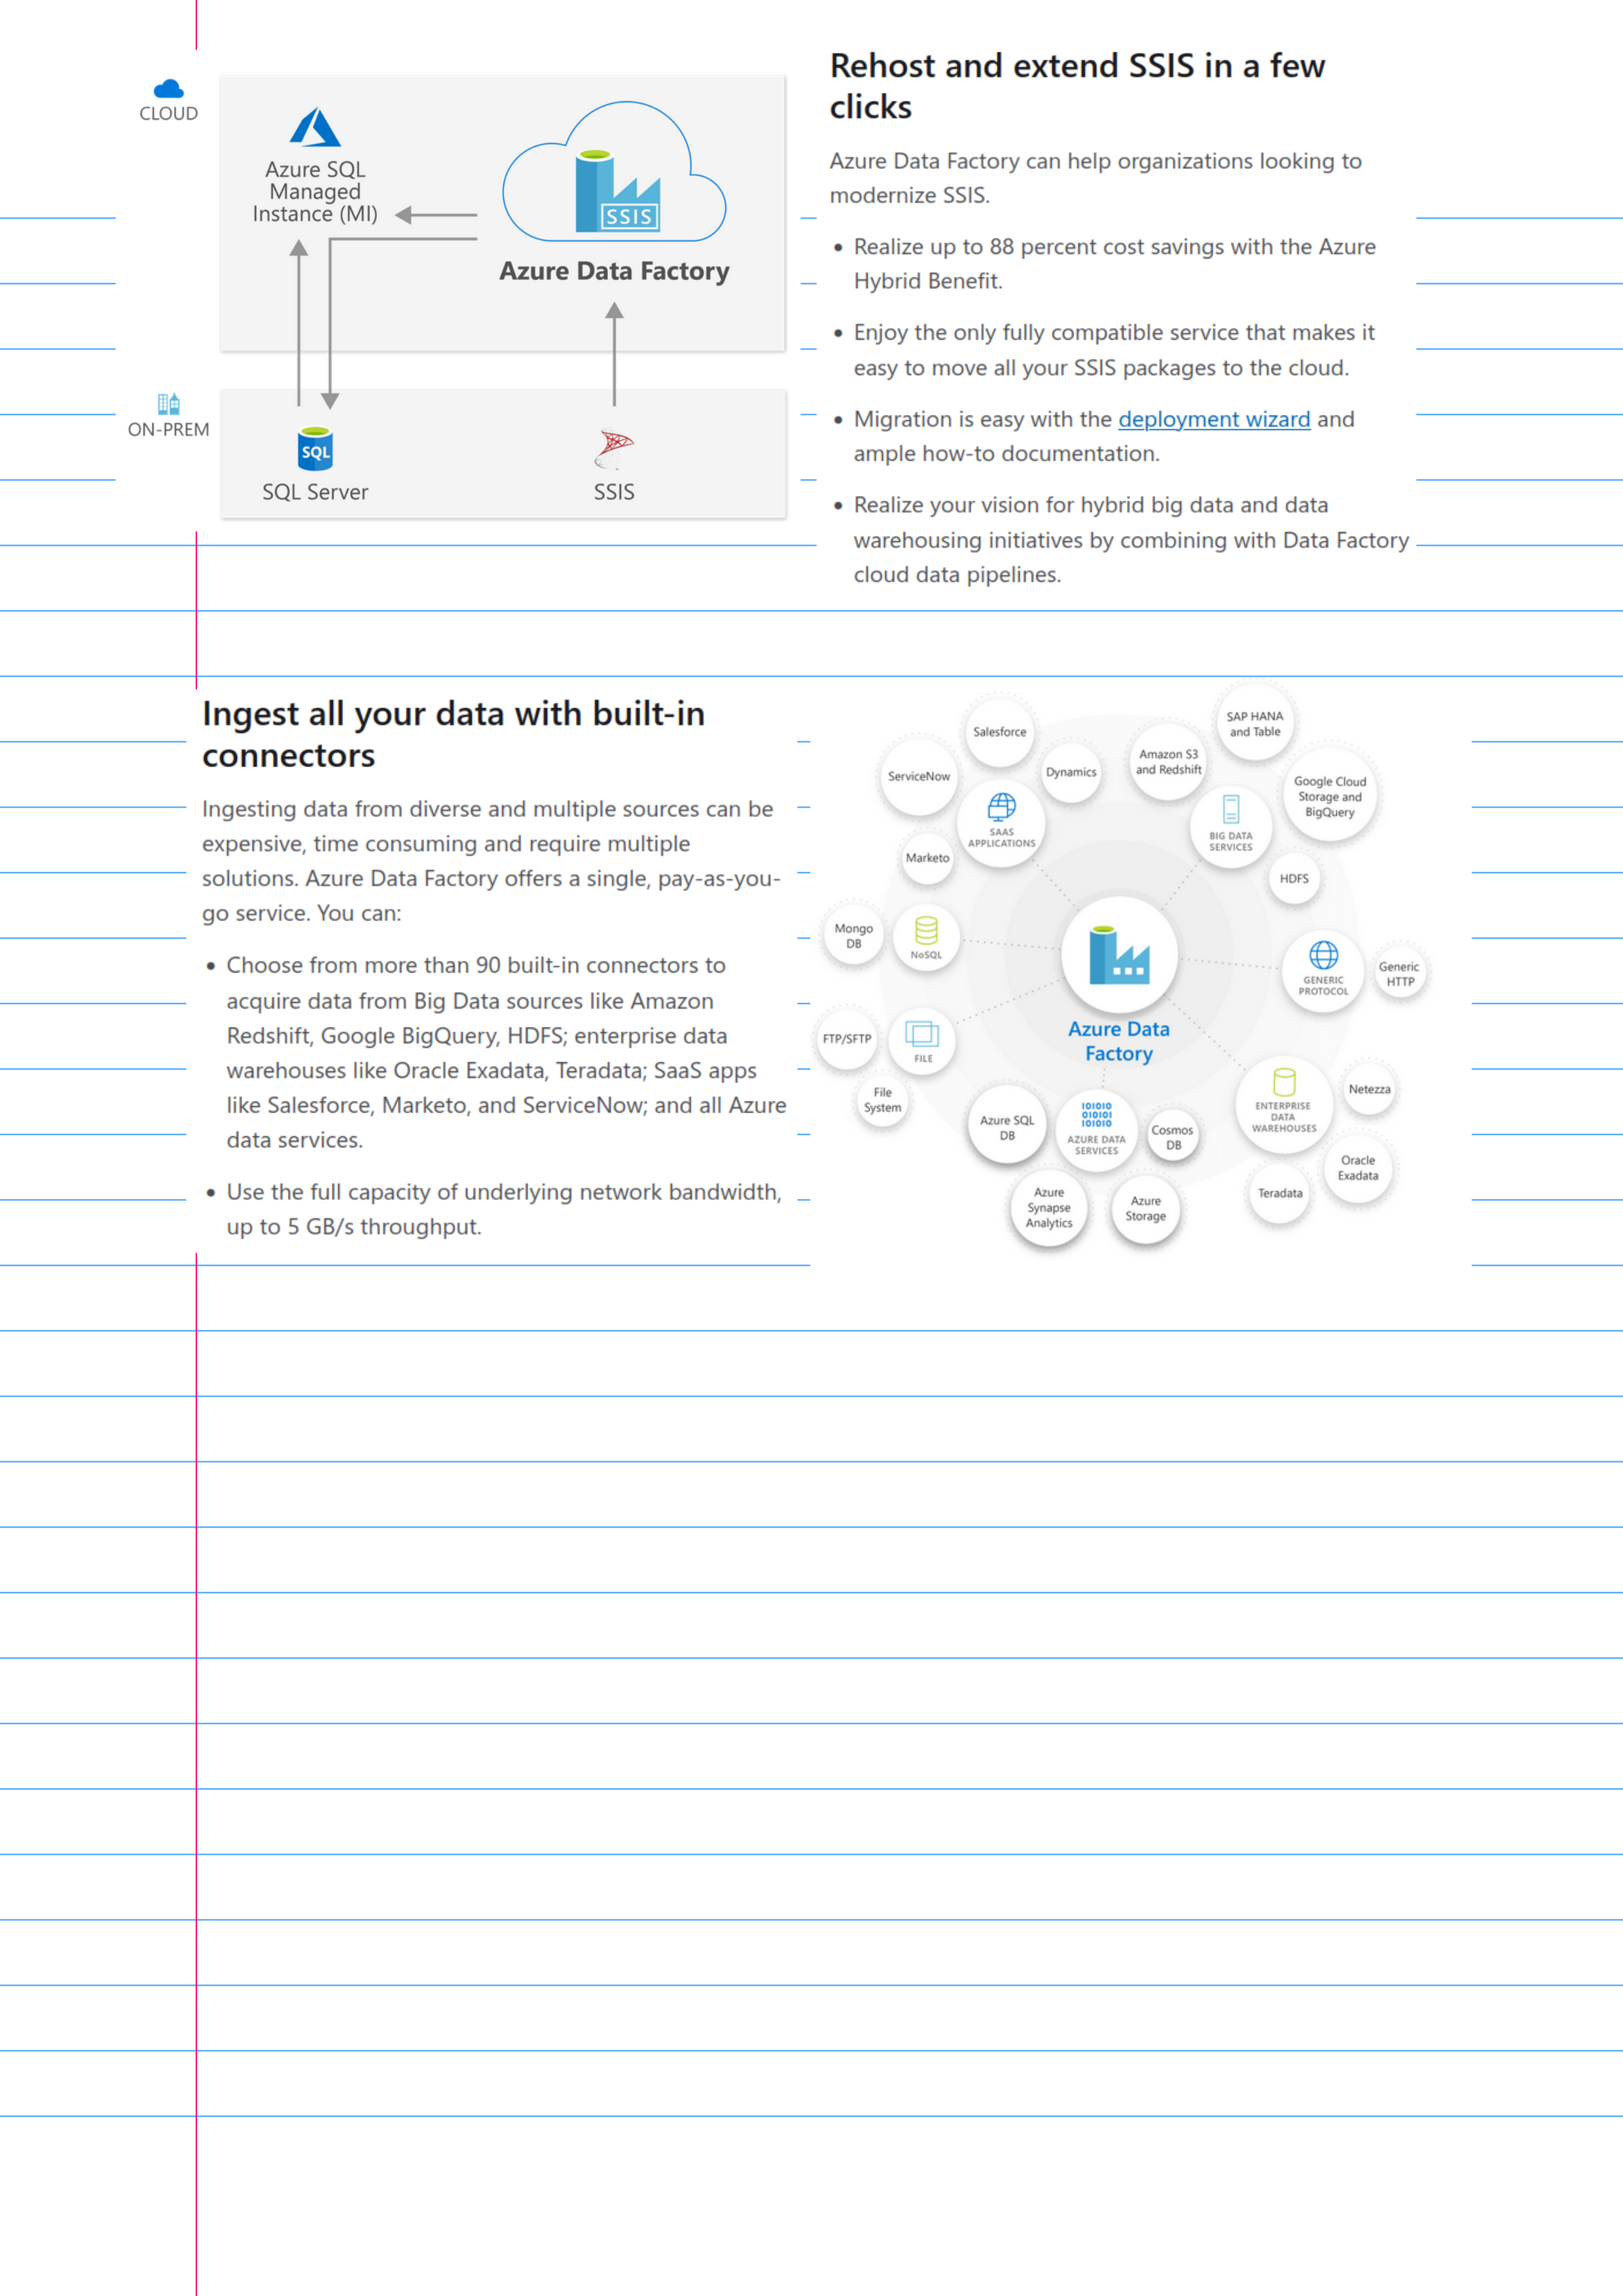 CLOUD
Azure SQL
Managed
Instance (MI)
SSIS
Azure Data Factory
ON-PREM
SQL
SQL Server
SSIS
Rehost and extend SSIS in a few
clicks
Azure Data Factory can help organizations looking to
modernize SSIS.
• Realize up to 88 percent cost savings with the Azure
Hybrid Benefit.
• Enjoy the only fully compatible service that makes it
easy to move all your SSIS packages to the cloud.
• Migration is easy with the deployment wizard and
ample how-to documentation.
• Realize your vision for hybrid big data and data
warehousing initiatives by combining with Data Factory
cloud data pipelines.
Ingest all your data with built-in
connectors
Ingesting data from diverse and multiple sources can be
expensive, time consuming and require multiple
solutions. Azure Data Factory offers a single, pay-as-you-
go service. You can:
• Choose from more than 90 built-in connectors to
acquire data from Big Data sources like Amazon
Redshift, Google BigQuery, HDFS; enterprise data
warehouses like Oracle Exadata, Teradata; SaaS apps
like Salesforce, Marketo, and ServiceNow; and all Azure
data services.
• Use the full capacity of underlying network bandwidth,
up to 5 GB/s throughput.
Salesforce
ServiceNow
Dynamics
SAAS
APPLICATIONS
Marketo
SAP HANA
and Table
Amazon S3
and Redshift
Google Cloud
Storage and
BigQuery
BIG DATA
SERVICES
HDFS
Mongo
DB
NoSQL
GENERIC
PROTOCOL
Generic
HTTP
Azure Data
Factory
FTP/SFTP
FILE
File
System
Azure SQL
DB
IOIOIO
OIOIOI
IOIOIO
AZURE DATA
SERVICES
Cosmos
DB
Azure
Synapse
Analytics
Azure
Storage
ENTERPRISE
DATA
WAREHOUSES
Netezza
Oracle
Exadata
Teradata